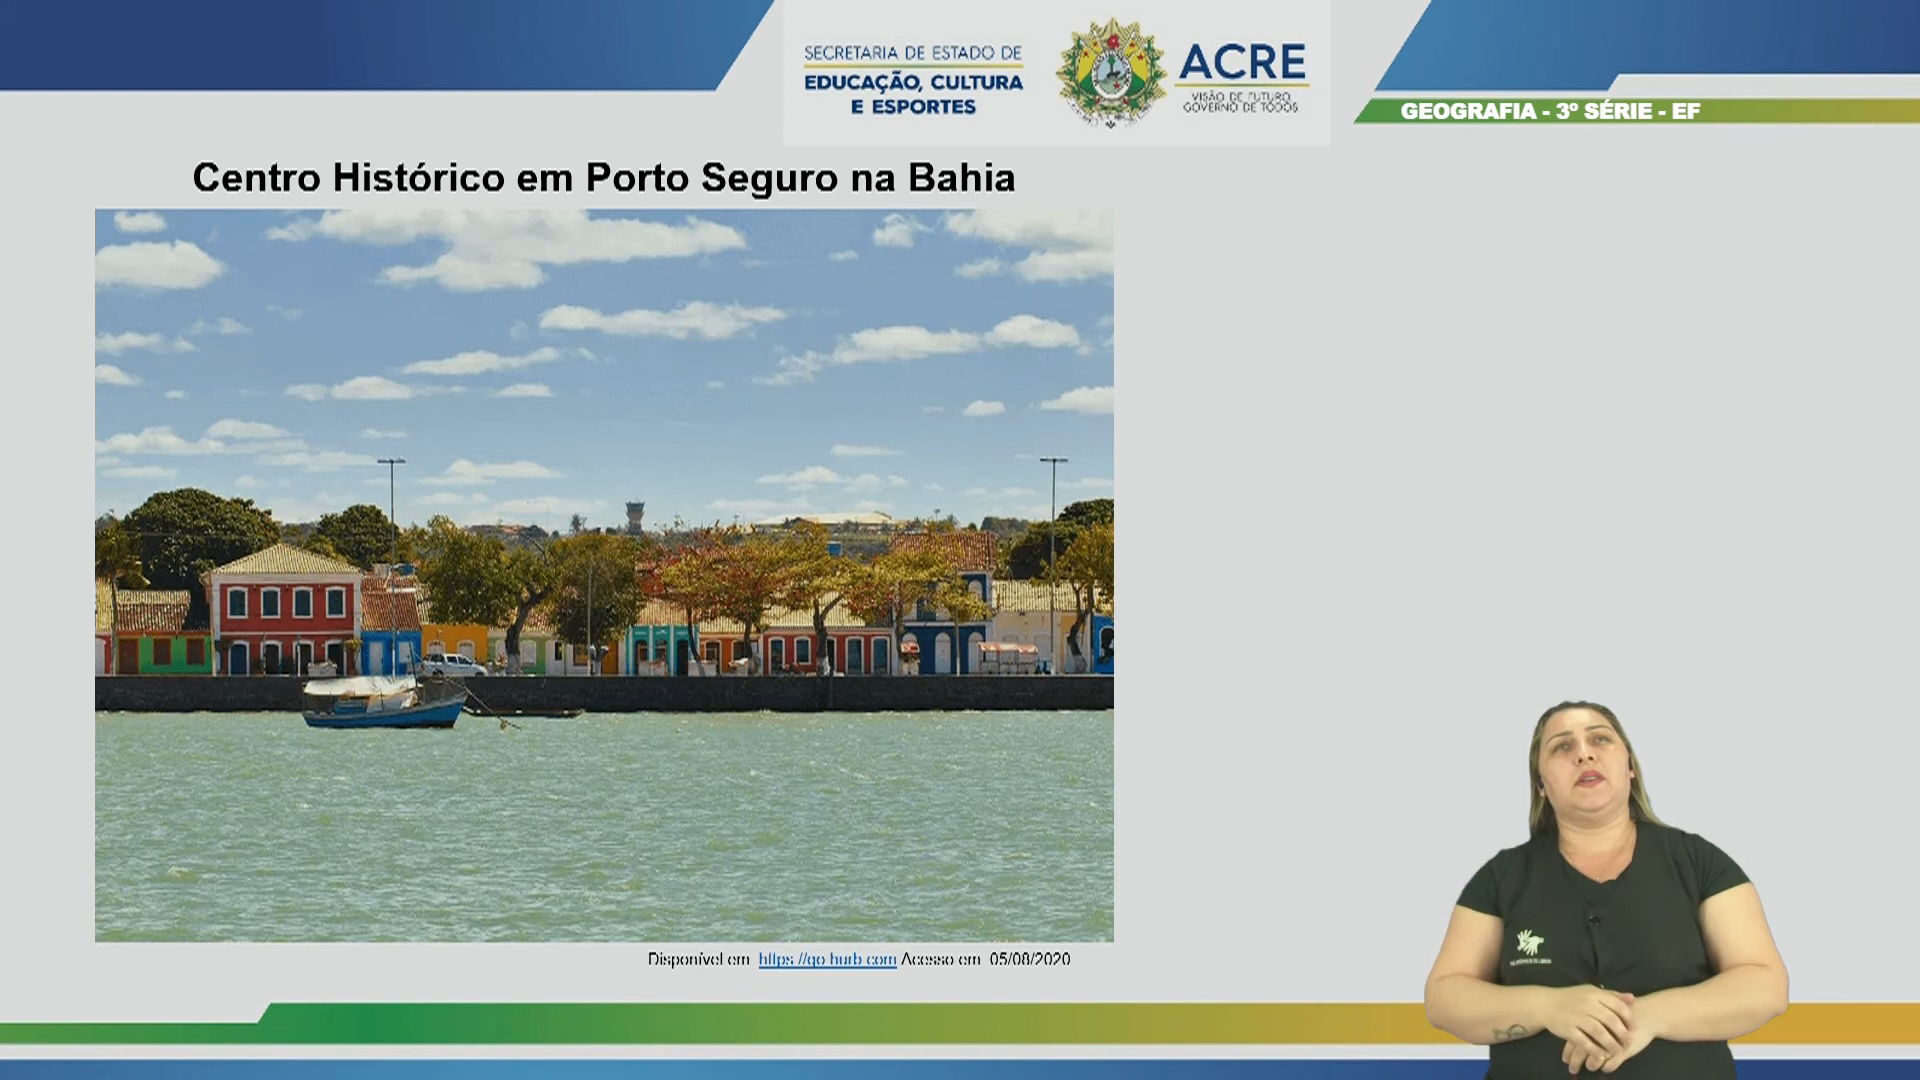 SECRETARIA DE ESTADO DE
EDUCAÇÃO, CULTURA
E ESPORTES
ACRE
VISÃO DE FUTURO,
GOVERNO DE TODOS
GEOGRAFIA - 3º SÉRIE - EF
Centro Histórico em Porto Seguro na Bahia
Disponível em: https://go.hurb.com Acesso em: 05/08/2020